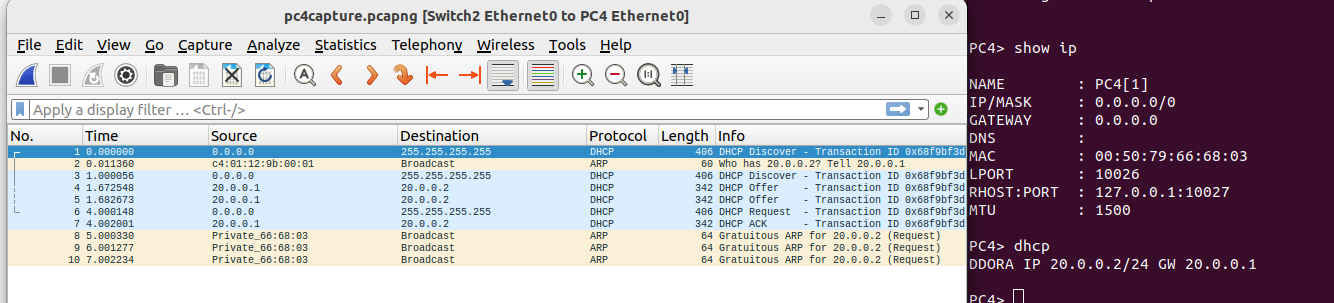 pc4capture.pcapng [Switch2 Ethernet0 to PC4 Ethernet0]
File Edit View Go Capture Analyze Statistics Telephony Wireless Tools Help
Apply a display filter … <Ctrl-/>
No. Time Source Destination Protocol Length Info
1 0.000000 0.0.0.0 255.255.255.255 DHCP 406 DHCP Discover - Transaction ID 0x68f9bf3d
2 0.011360 c4:01:12:9b:00:01 Broadcast ARP 60 Who has 20.0.0.2? Tell 20.0.0.1
3 1.000056 0.0.0.0 255.255.255.255 DHCP 406 DHCP Discover - Transaction ID 0x68f9bf3d
4 1.672548 20.0.0.1 20.0.0.2 DHCP 342 DHCP Offer - Transaction ID 0x68f9bf3d
5 1.682673 20.0.0.1 20.0.0.2 DHCP 342 DHCP Offer - Transaction ID 0x68f9bf3d
6 4.000148 0.0.0.0 255.255.255.255 DHCP 406 DHCP Request - Transaction ID 0x68f9bf3d
7 4.002001 20.0.0.1 20.0.0.2 DHCP 342 DHCP ACK - Transaction ID 0x68f9bf3d
8 5.000330 Private_66:68:03 Broadcast ARP 64 Gratuitous ARP for 20.0.0.2 (Request)
9 6.001277 Private_66:68:03 Broadcast ARP 64 Gratuitous ARP for 20.0.0.2 (Request)
10 7.002234 Private_66:68:03 Broadcast ARP 64 Gratuitous ARP for 20.0.0.2 (Request)
PC4> show ip
NAME : PC4[1]
IP/MASK : 0.0.0.0/0
GATEWAY : 0.0.0.0
DNS :
MAC : 00:50:79:66:68:03
LPORT : 10026
RHOST:PORT : 127.0.0.1:10027
MTU : 1500
PC4> dhcp
DDORA IP 20.0.0.2/24 GW 20.0.0.1
PC4>